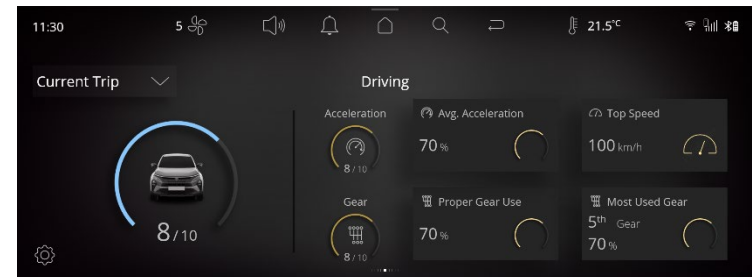 11:30 5 21.5°C
Current Trip
Driving
8/10
Acceleration
8/10
Avg. Acceleration
70 %
Top Speed
100 km/h
Gear
8/10
Proper Gear Use
70 %
Most Used Gear
5th Gear
70 %